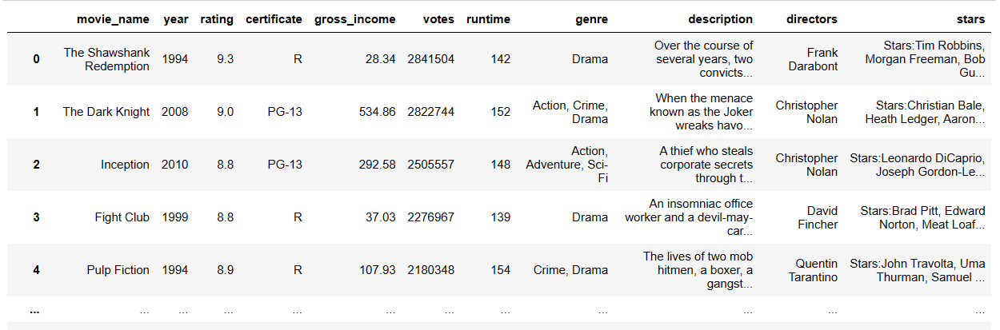 movie_name year rating certificate gross_income votes runtime genre description directors stars
0 The Shawshank Redemption 1994 9.3 R 28.34 2841504 142 Drama Over the course of several years, two convicts... Frank Darabont Stars:Tim Robbins, Morgan Freeman, Bob Gu...
1 The Dark Knight 2008 9.0 PG-13 534.86 2822744 152 Action, Crime, Drama When the menace known as the Joker wreaks havo... Christopher Nolan Stars:Christian Bale, Heath Ledger, Aaron...
2 Inception 2010 8.8 PG-13 292.58 2505557 148 Action, Adventure, Sci-Fi A thief who steals corporate secrets through t... Christopher Nolan Stars:Leonardo DiCaprio, Joseph Gordon-Le...
3 Fight Club 1999 8.8 R 37.03 2276967 139 Drama An insomniac office worker and a devil-may-car... David Fincher Stars:Brad Pitt, Edward Norton, Meat Loaf...
4 Pulp Fiction 1994 8.9 R 107.93 2180348 154 Crime, Drama The lives of two mob hitmen, a boxer, a gangst... Quentin Tarantino Stars:John Travolta, Uma Thurman, Samuel ...
... ... ... ... ... ... ... ... ... ... ... ...